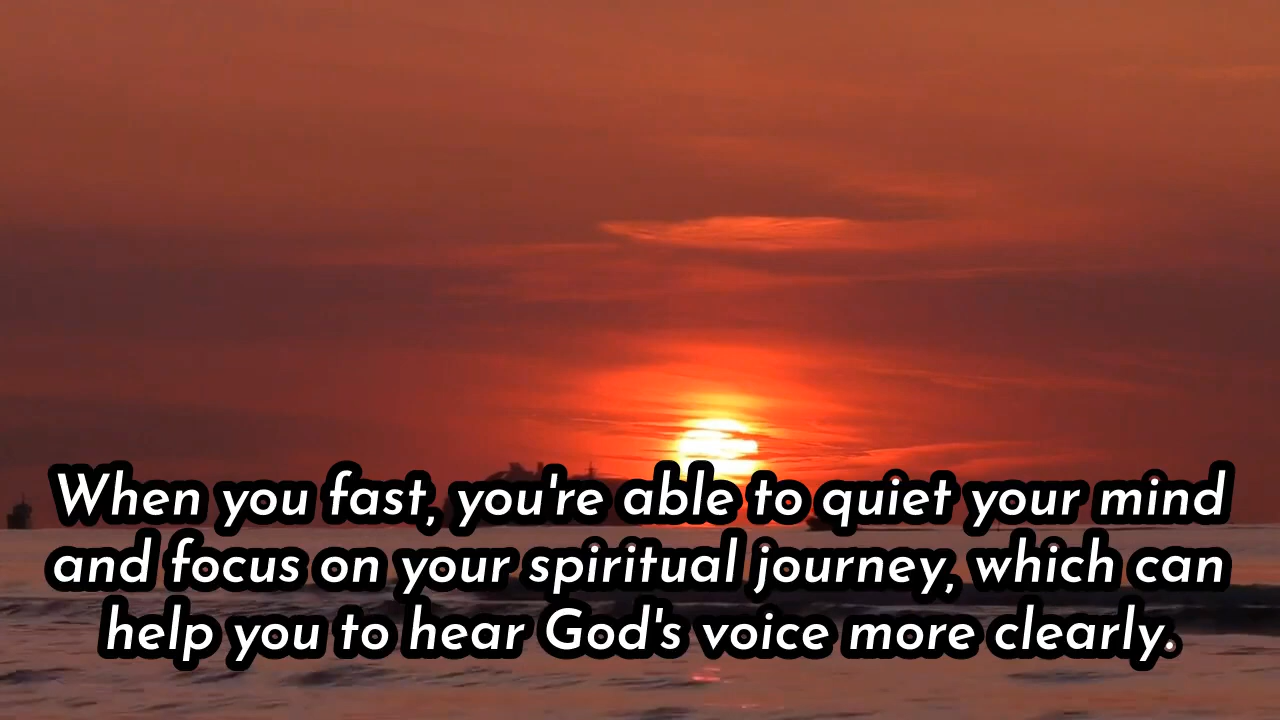 When you fast, you're able to quiet your mind
and focus on your spiritual journey, which can
help you to hear God's voice more clearly.